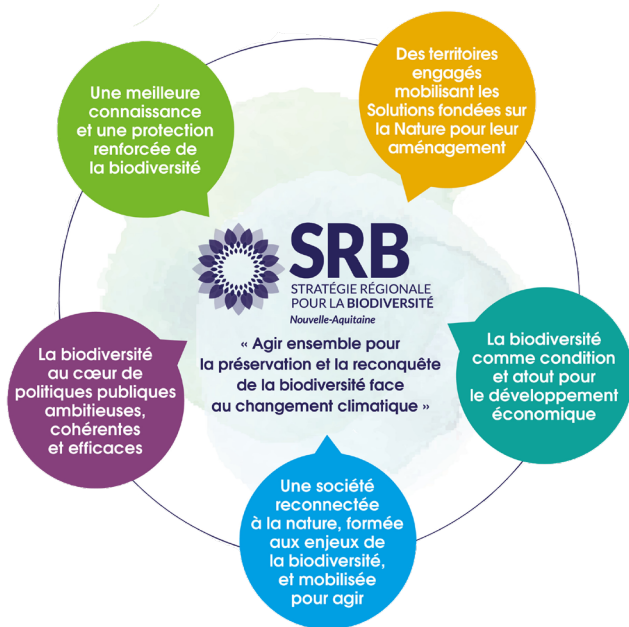 Une meilleure
connaissance
et une protection
renforcée de
la biodiversité
Des territoires
engagés
mobilisant les
Solutions fondées sur
la Nature pour leur
aménagement
SRB
STRATÉGIE RÉGIONALE
POUR LA BIODIVERSITÉ
Nouvelle-Aquitaine
« Agir ensemble pour
la préservation et la reconquête
de la biodiversité face
au changement climatique »
La biodiversité
au cœur de
politiques publiques
ambitieuses,
cohérentes
et efficaces
La biodiversité
comme condition
et atout pour
le développement
économique
Une société
reconnectée
à la nature, formée
aux enjeux de
la biodiversité,
et mobilisée
pour agir